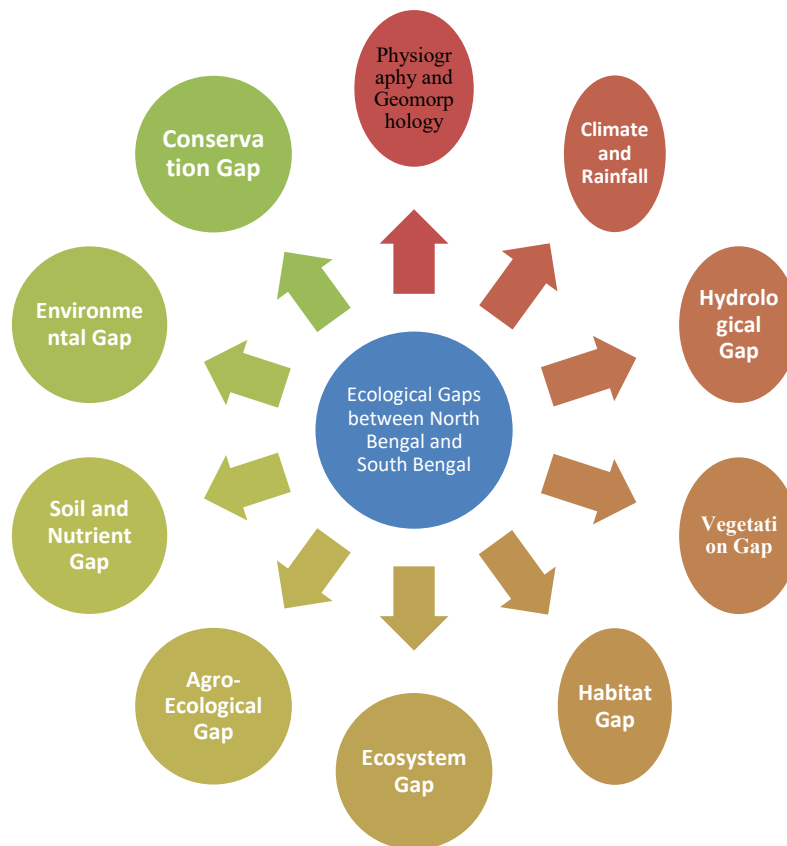 Physiogr
aphy and
Geomorp
hology
Climate
and
Rainfall
Hydrolo
gical
Gap
Vegetati
on Gap
Habitat
Gap
Ecosystem
Gap
Agro-
Ecological
Gap
Soil and
Nutrient
Gap
Environme
ntal Gap
Conserva
tion Gap
Ecological Gaps
between North
Bengal and
South Bengal